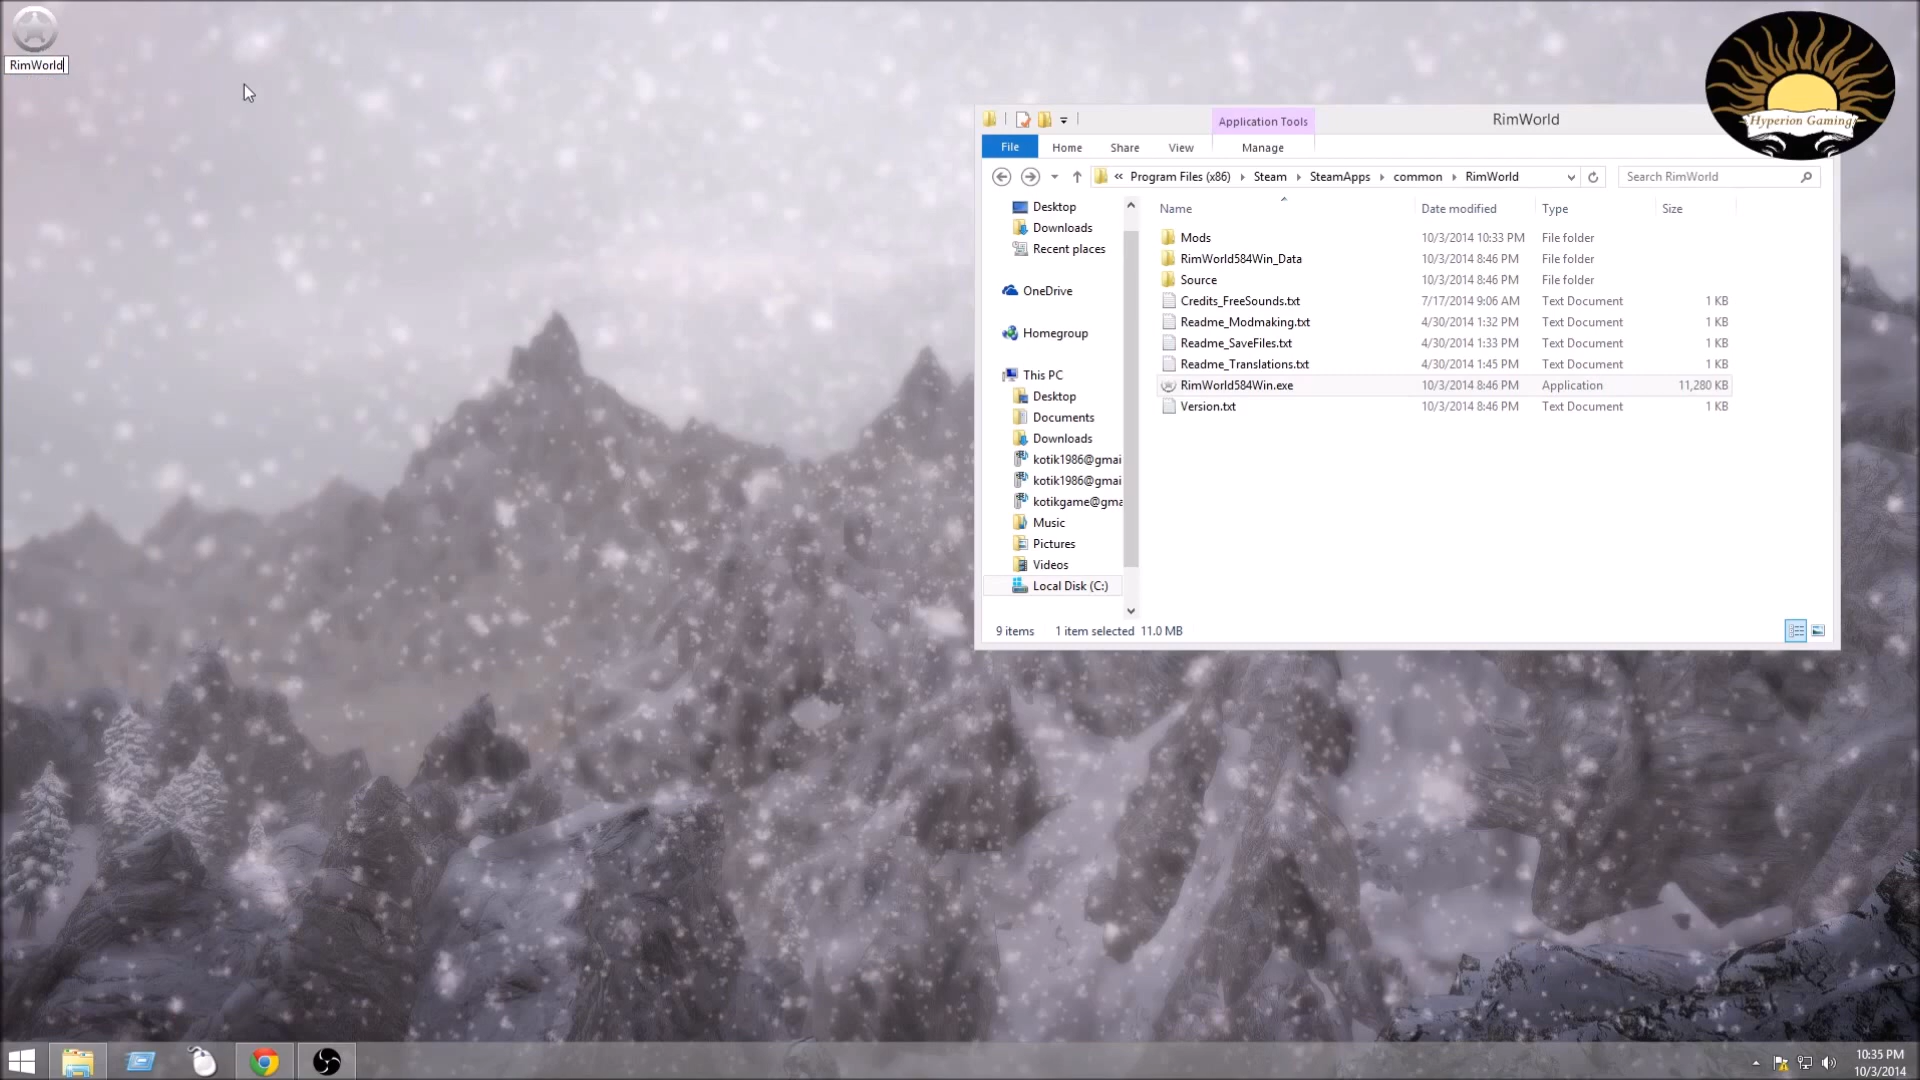 RimWorld
Hyperion Gamings
Application Tools
RimWorld
File
Home
Share
View
Manage
« Program Files (x86) Steam SteamApps common RimWorld
Search RimWorld
Desktop
Downloads
Recent places
OneDrive
Homegroup
This PC
Desktop
Documents
Downloads
kotik1986@gmai
kotik1986@gmai
kotikgame@gma
Music
Pictures
Videos
Local Disk (C:)
Name Date modified Type Size
Mods 10/3/2014 10:33 PM File folder
RimWorld584Win_Data 10/3/2014 8:46 PM File folder
Source 10/3/2014 8:46 PM File folder
Credits_FreeSounds.txt 7/17/2014 9:06 AM Text Document 1 KB
Readme_Modmaking.txt 4/30/2014 1:32 PM Text Document 1 KB
Readme_SaveFiles.txt 4/30/2014 1:33 PM Text Document 1 KB
Readme_Translations.txt 4/30/2014 1:45 PM Text Document 1 KB
RimWorld584Win.exe 10/3/2014 8:46 PM Application 11,280 KB
Version.txt 10/3/2014 8:46 PM Text Document 1 KB
9 items 1 item selected 11.0 MB
10:35 PM
10/3/2014